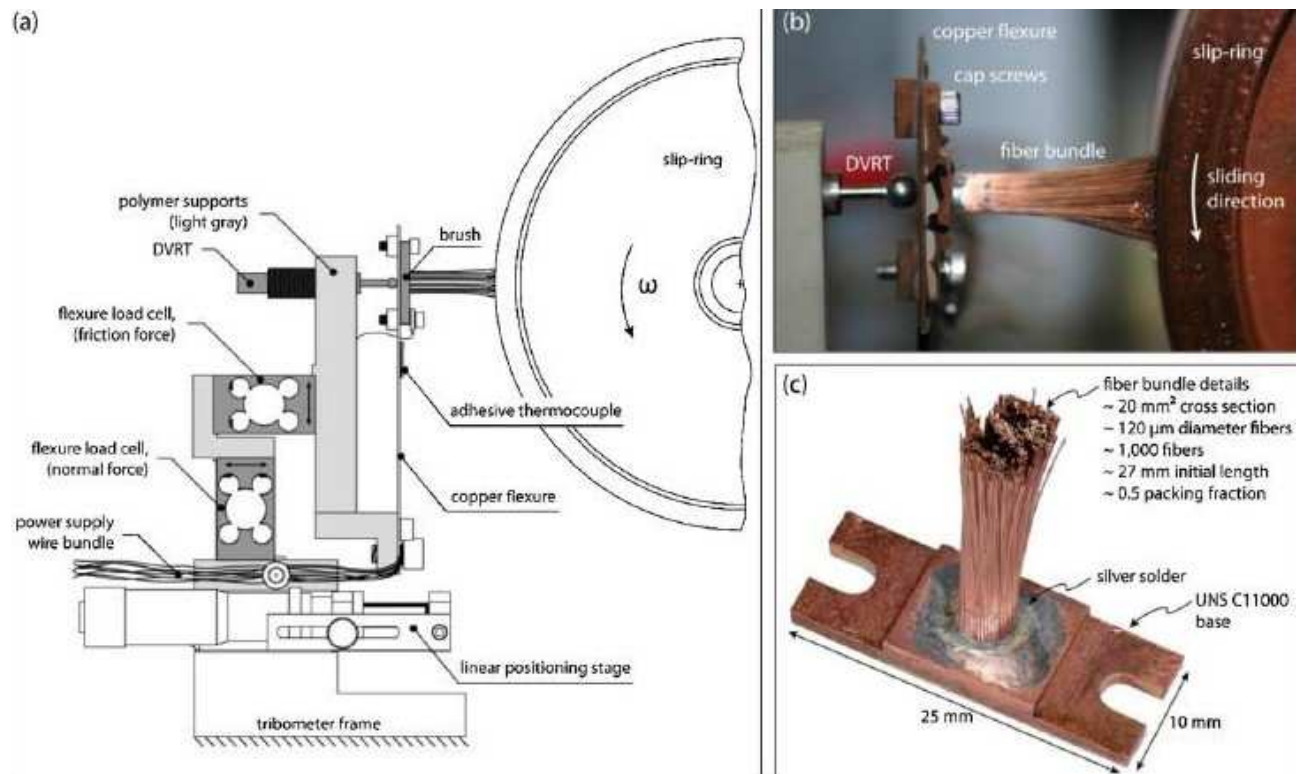 (a)
slip-ring
polymer supports
(light gray)
DVRT
brush
ω
flexure load cell,
(friction force)
adhesive thermocouple
flexure load cell,
(normal force)
copper flexure
power supply
wire bundle
linear positioning stage
tribometer frame
(b)
copper flexure
slip-ring
cap screws
DVRT
fiber bundle
sliding
direction
(c)
fiber bundle details
~ 20 mm² cross section
~ 120 μm diameter fibers
~ 1,000 fibers
~ 27 mm initial length
~ 0.5 packing fraction
silver solder
UNS C11000
base
25 mm
10 mm